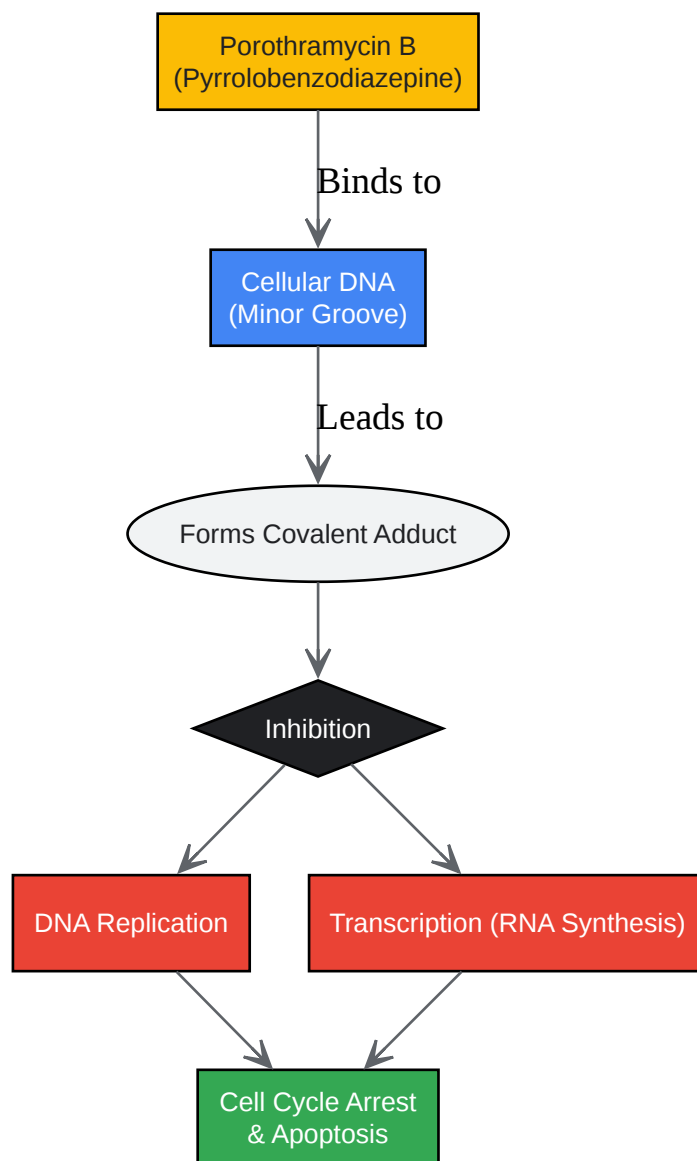 Porothramycin B
(Pyrrolobenzodiazepine)
Binds to
Cellular DNA
(Minor Groove)
Leads to
Forms Covalent Adduct
Inhibition
DNA Replication
Transcription (RNA Synthesis)
Cell Cycle Arrest
& Apoptosis